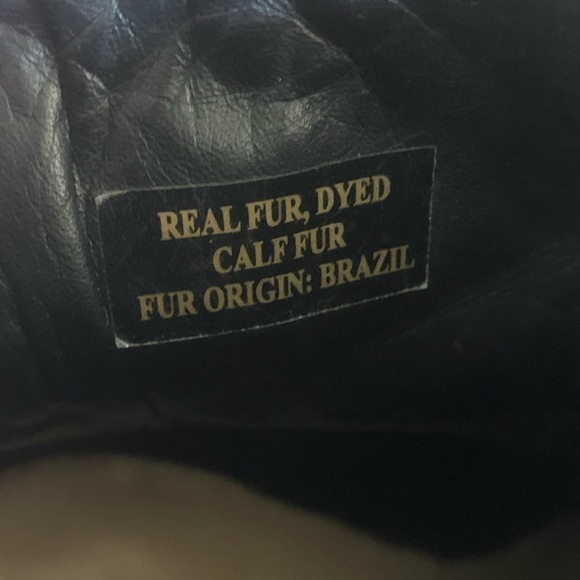 REAL FUR, DYED
CALF FUR
FUR ORIGIN: BRAZIL